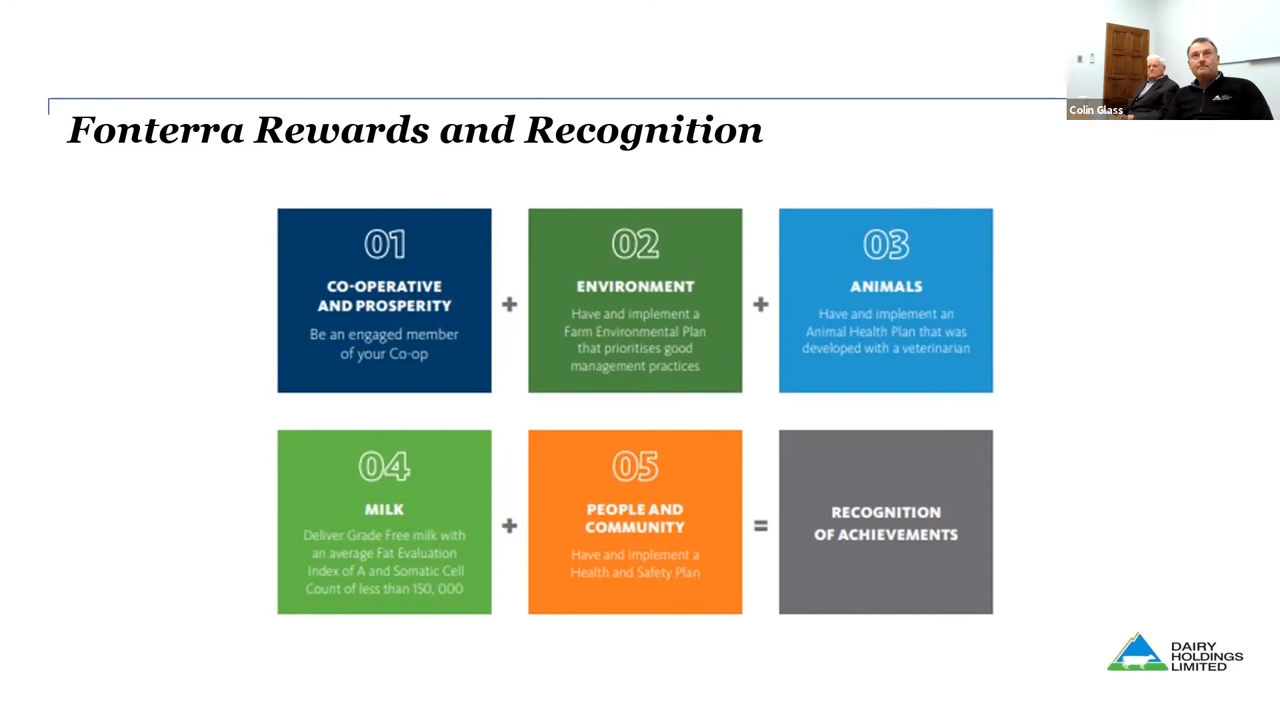 Colin Glass
Fonterra Rewards and Recognition
01
CO-OPERATIVE
AND PROSPERITY
Be an engaged member
of your Co-op
+
02
ENVIRONMENT
Have and implement a
Farm Environmental Plan
that prioritises good
management practices
+
03
ANIMALS
Have and implement an
Animal Health Plan that was
developed with a veterinarian
04
MILK
Deliver Grade Free milk with
an average Fat Evaluation
Index of A and Somatic Cell
Count of less than 150, 000
+
05
PEOPLE AND
COMMUNITY
Have and implement a
Health and Safety Plan
=
RECOGNITION
OF ACHIEVEMENTS
DAIRY
HOLDINGS
LIMITED